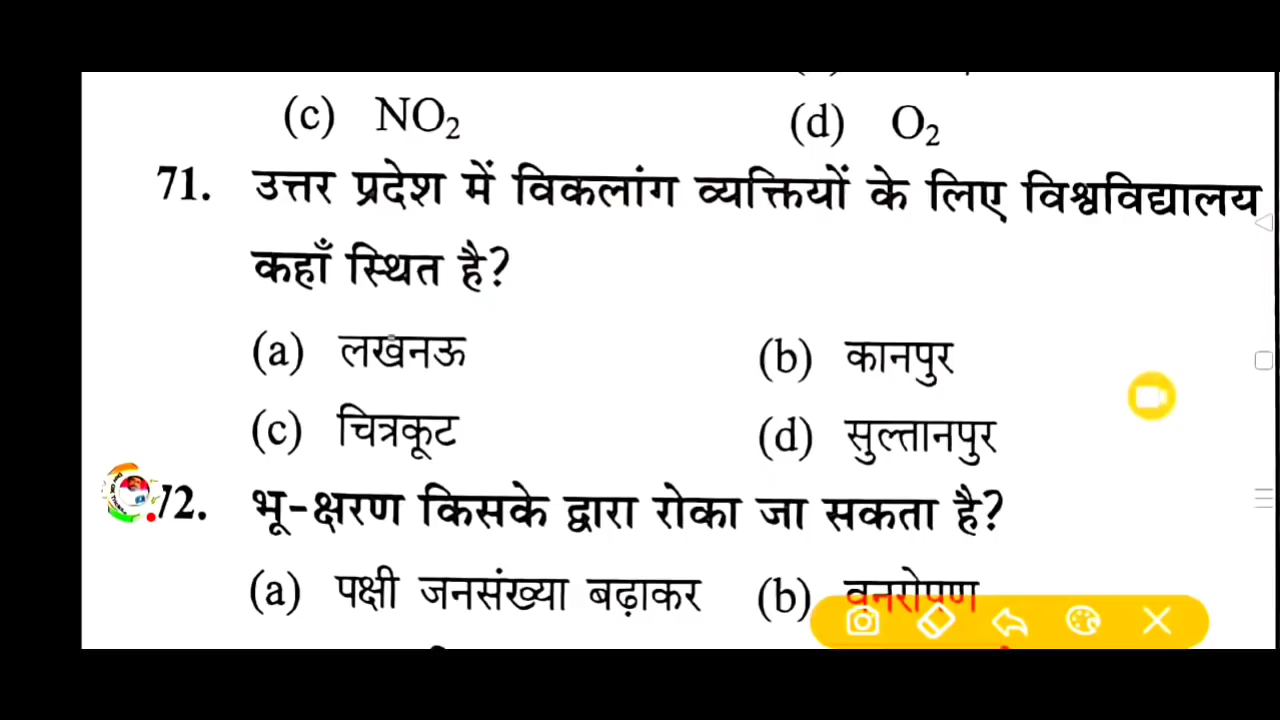 (c) NO₂ (d) O₂
71. उत्तर प्रदेश में विकलांग व्यक्तियों के लिए विश्वविद्यालय
कहाँ स्थित है?
(a) लखनऊ (b) कानपुर
(c) चित्रकूट (d) सुल्तानपुर
72. भू-क्षरण किसके द्वारा रोका जा सकता है?
(a) पक्षी जनसंख्या बढ़ाकर (b) वनरोपण